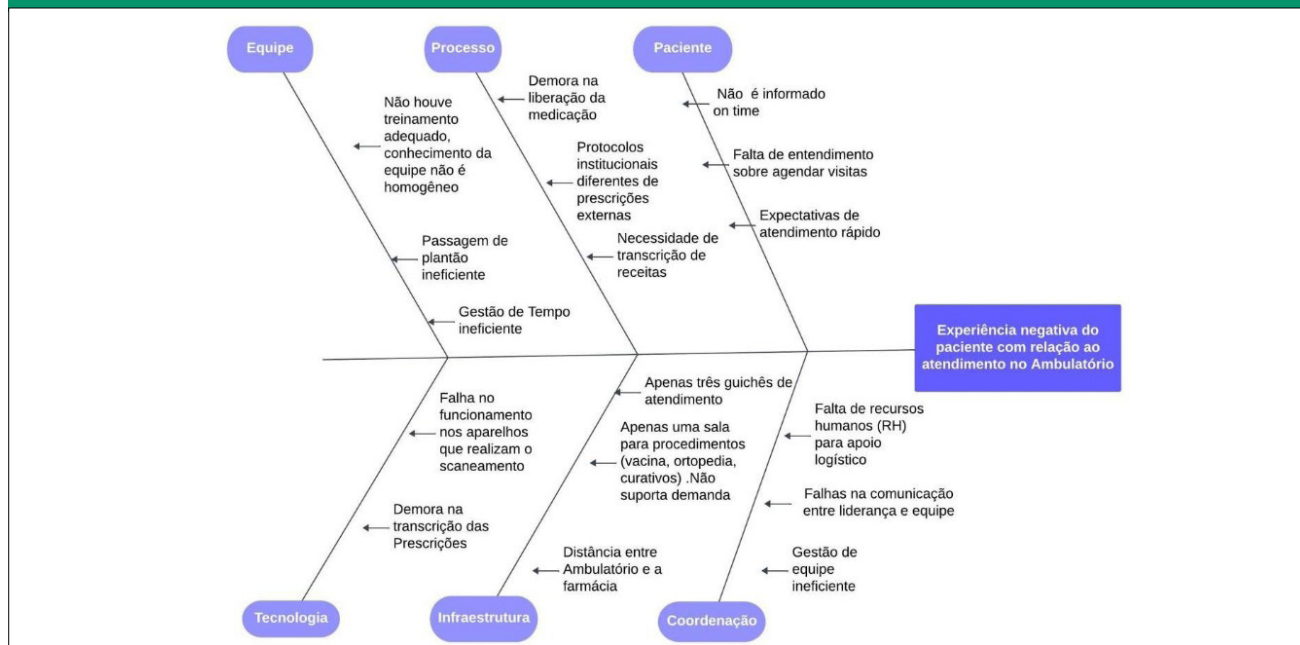 Equipe
Processo
Paciente
Não houve
treinamento
adequado,
conhecimento da
equipe não é
homogêneo
Passagem de
plantão
ineficiente
Gestão de Tempo
ineficiente
Demora na
liberação da
medicação
Protocolos
institucionais
diferentes de
prescrições
externas
Necessidade de
transcrição de
receitas
Não é informado
on time
Falta de entendimento
sobre agendar visitas
Expectativas de
atendimento rápido
Experiência negativa do
paciente com relação ao
atendimento no Ambulatório
Falha no
funcionamento
nos aparelhos
que realizam o
scaneamento
Demora na
transcrição das
Prescrições
Apenas três guichês de
atendimento
Apenas uma sala
para procedimentos
(vacina, ortopedia,
curativos) .Não
suporta demanda
Distância entre
Ambulatório e a
farmácia
Falta de recursos
humanos (RH)
para apoio
logístico
Falhas na comunicação
entre liderança e equipe
Gestão de
equipe
ineficiente
Tecnologia
Infraestrutura
Coordenação